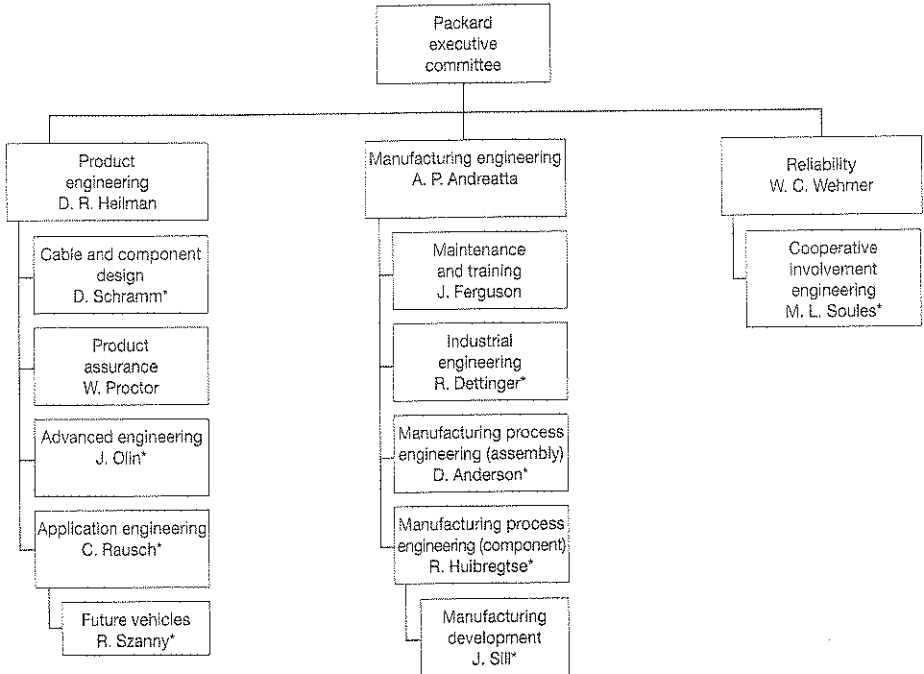 Packard
executive
committee
Product
engineering
D. R. Heilman
Cable and component
design
D. Schramm*
Product
assurance
W. Proctor
Advanced engineering
J. Olin*
Application engineering
C. Rausch*
Future vehicles
R. Szanny*
Manufacturing engineering
A. P. Andreatta
Maintenance
and training
J. Ferguson
Industrial
engineering
R. Dettinger*
Manufacturing process
engineering (assembly)
D. Anderson*
Manufacturing process
engineering (component)
R. Huibregtse*
Manufacturing
development
J. Sill*
Reliability
W. C. Wehmer
Cooperative
involvement
engineering
M. L. Soules*